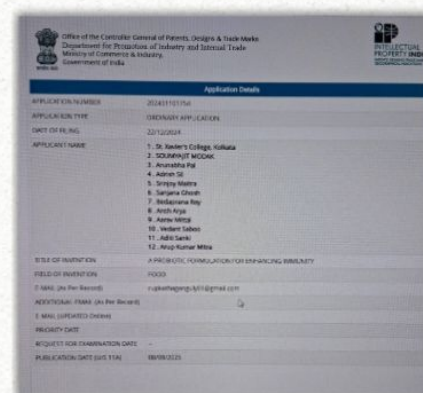 Office of the Controller General of Patents, Designs & Trade Marks
Department for Promotion of Industry and Internal Trade
Ministry of Commerce & Industry,
Government of India
INTELLECTUAL
PROPERTY INDIA
Application Details
APPLICATION NUMBER
APPLICATION TYPE ORDINARY APPLICATION
DATE OF FILING 22/12/2024
APPLICANT NAME 1 . St. Xavier's College, Kolkata
2 . SOUMYAJIT MODAK
3 . Anurabha Pal
4 . Adrish Sil
5 . Srinjoy Maitra
6 . Sanjana Ghosh
7 . Bedaprana Roy
8 . Ansh Arya
9 . Aarav Mittal
10 . Vedant Saboo
11 . Aditi Sanki
12 . Arup Kumar Mitra
TITLE OF INVENTION A PROBIOTIC FORMULATION FOR ENHANCING IMMUNITY
FIELD OF INVENTION FOOD
E-MAIL (As Per Record)
ADDITIONAL-EMAIL (As Per Record)
E-MAIL (UPDATED Online)
PRIORITY DATE
REQUEST FOR EXAMINATION DATE --
PUBLICATION DATE (U/S 11A)